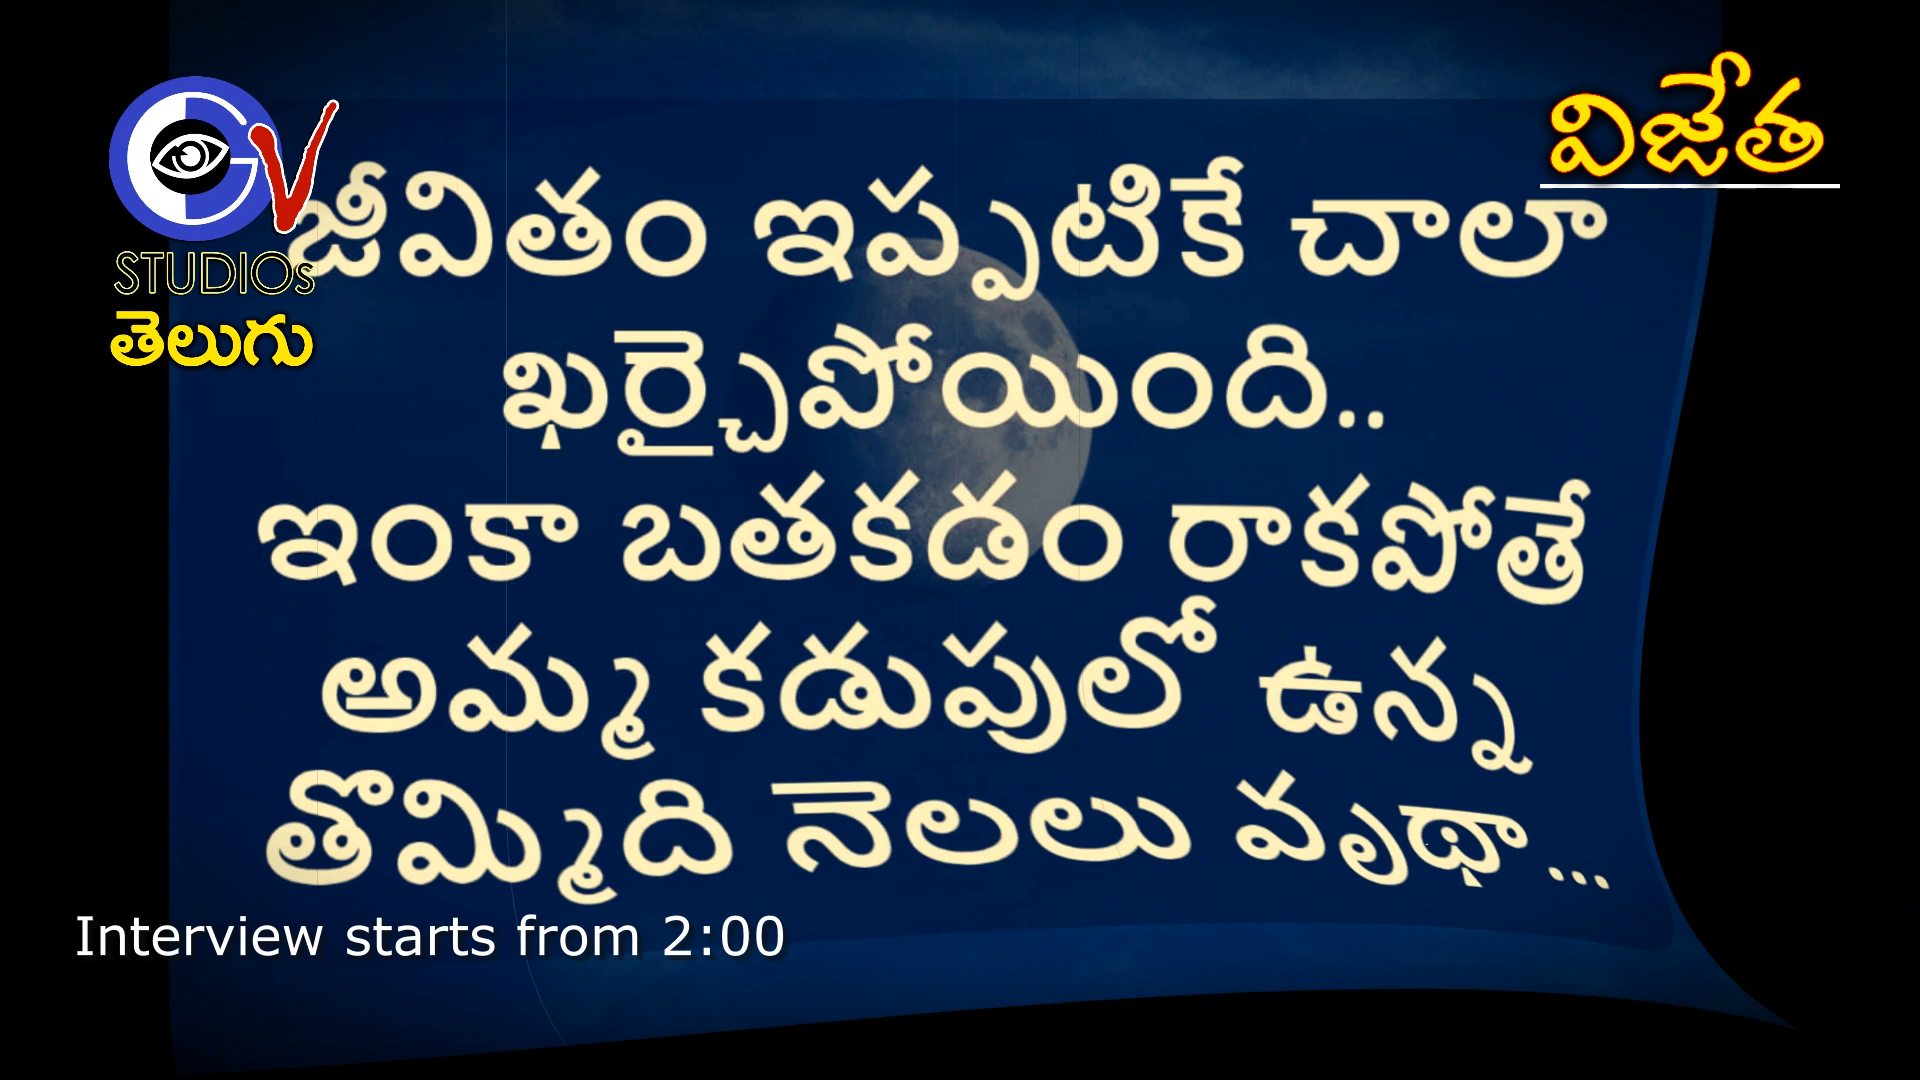 విజేత
GV
STUDIOs
తెలుగు
జీవితం ఇప్పటికే చాలా
ఖర్చైపోయింది..
ఇంకా బతకడం రాకపోతే
అమ్మ కడుపులో ఉన్న
తొమ్మిది నెలలు వృథా...
Interview starts from 2:00